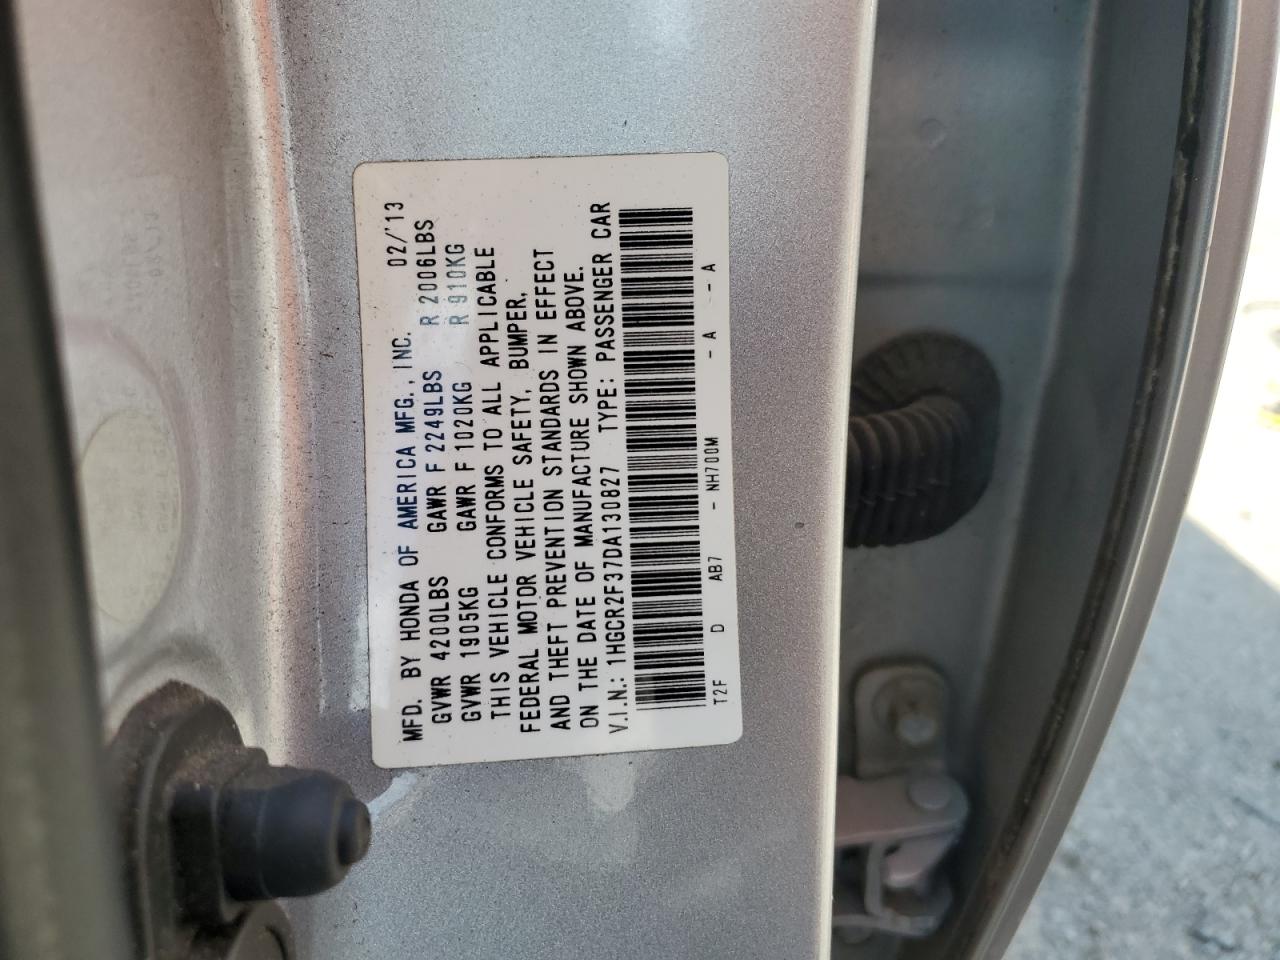 MFD. BY HONDA OF AMERICA MFG., INC. 02/'13
GVWR 4200LBS GAWR F 2249LBS R 2006LBS
GVWR 1905KG GAWR F 1020KG R 910KG
THIS VEHICLE CONFORMS TO ALL APPLICABLE
FEDERAL MOTOR VEHICLE SAFETY, BUMPER,
AND THEFT PREVENTION STANDARDS IN EFFECT
ON THE DATE OF MANUFACTURE SHOWN ABOVE.
V.I.N.: 1HGCR2F37DA130827 TYPE: PASSENGER CAR
T2F D AB7 - NH700M - A - A